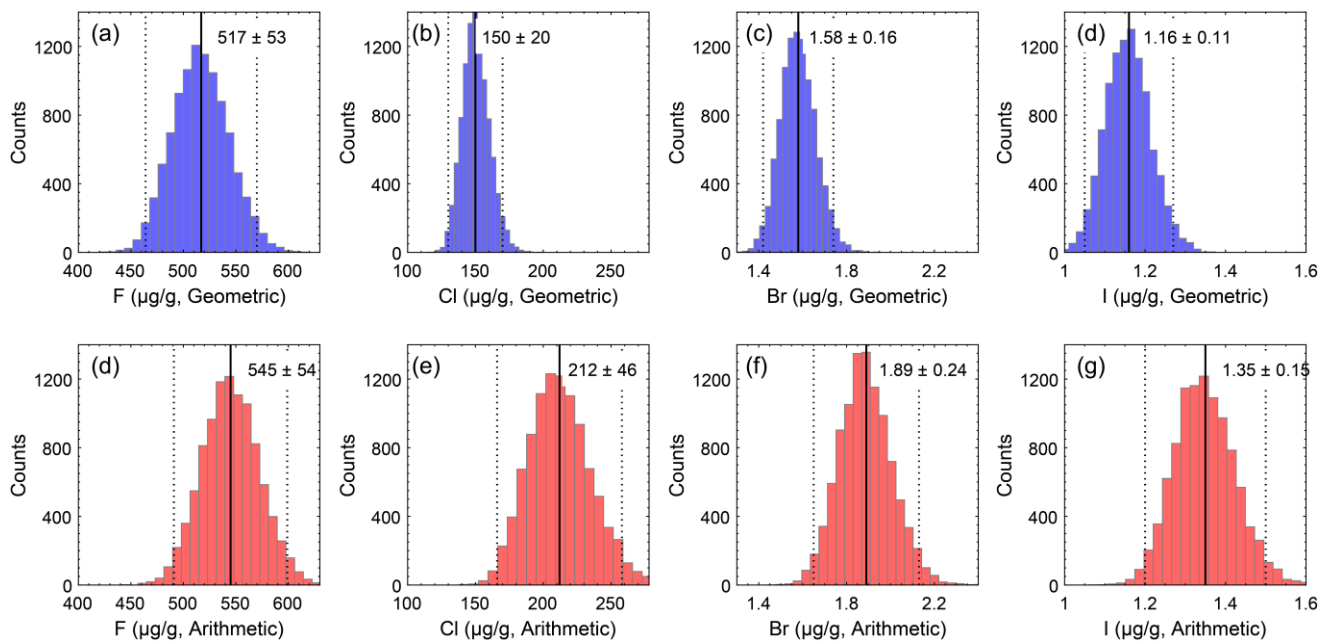 (a) 517 ± 53
(b) 150 ± 20
(c) 1.58 ± 0.16
(d) 1.16 ± 0.11
Counts
1200
800
400
0
400 450 500 550 600
F (µg/g, Geometric)
Counts
1200
800
400
0
100 150 200 250
Cl (µg/g, Geometric)
Counts
1200
800
400
0
1.4 1.8 2.2
Br (µg/g, Geometric)
Counts
1200
800
400
0
1 1.2 1.4 1.6
I (µg/g, Geometric)
(d) 545 ± 54
(e) 212 ± 46
(f) 1.89 ± 0.24
(g) 1.35 ± 0.15
Counts
1200
800
400
0
400 450 500 550 600
F (µg/g, Arithmetic)
Counts
1200
800
400
0
100 150 200 250
Cl (µg/g, Arithmetic)
Counts
1200
800
400
0
1.4 1.8 2.2
Br (µg/g, Arithmetic)
Counts
1200
800
400
0
1 1.2 1.4 1.6
I (µg/g, Arithmetic)